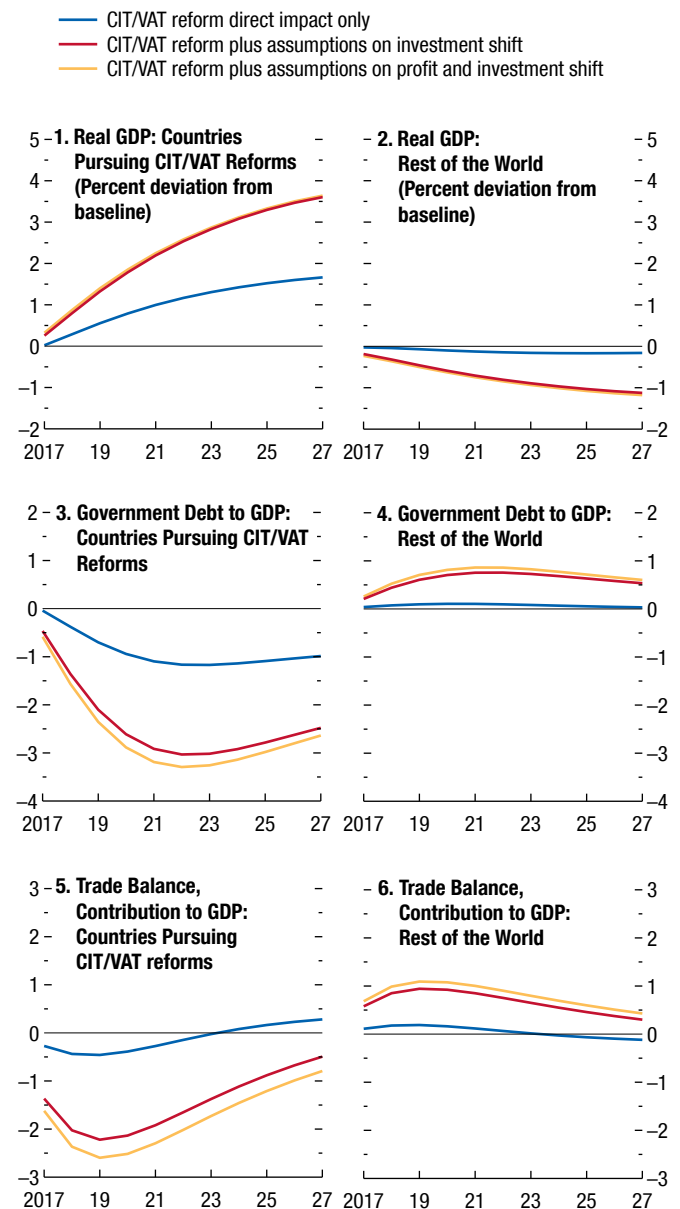 CIT/VAT reform direct impact only
CIT/VAT reform plus assumptions on investment shift
CIT/VAT reform plus assumptions on profit and investment shift
1. Real GDP: Countries
Pursuing CIT/VAT Reforms
(Percent deviation from
baseline)
5
4
3
2
1
0
–1
–2
2017 19 21 23 25 27
2. Real GDP:
Rest of the World
(Percent deviation from
baseline)
5
4
3
2
1
0
–1
–2
2017 19 21 23 25 27
3. Government Debt to GDP:
Countries Pursuing CIT/VAT
Reforms
2
1
0
–1
–2
–3
–4
2017 19 21 23 25 27
4. Government Debt to GDP:
Rest of the World
2
1
0
–1
–2
–3
–4
2017 19 21 23 25 27
5. Trade Balance,
Contribution to GDP:
Countries Pursuing
CIT/VAT reforms
3
2
1
0
–1
–2
–3
2017 19 21 23 25 27
6. Trade Balance,
Contribution to GDP:
Rest of the World
3
2
1
0
–1
–2
–3
2017 19 21 23 25 27